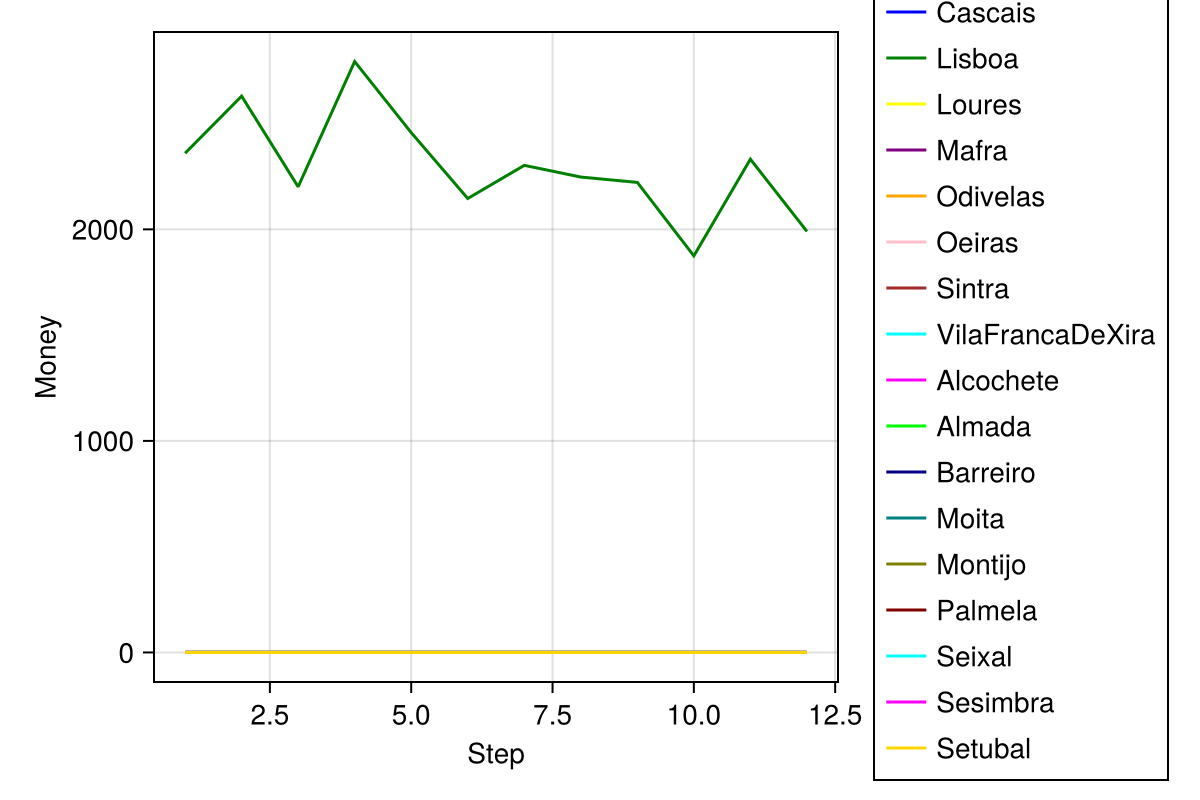 Cascais
Lisboa
Loures
Mafra
Odivelas
Oeiras
Sintra
VilaFrancaDeXira
Alcochete
Almada
Barreiro
Moita
Montijo
Palmela
Seixal
Sesimbra
Setubal
Money
2000
1000
0
2.5 5.0 7.5 10.0 12.5
Step